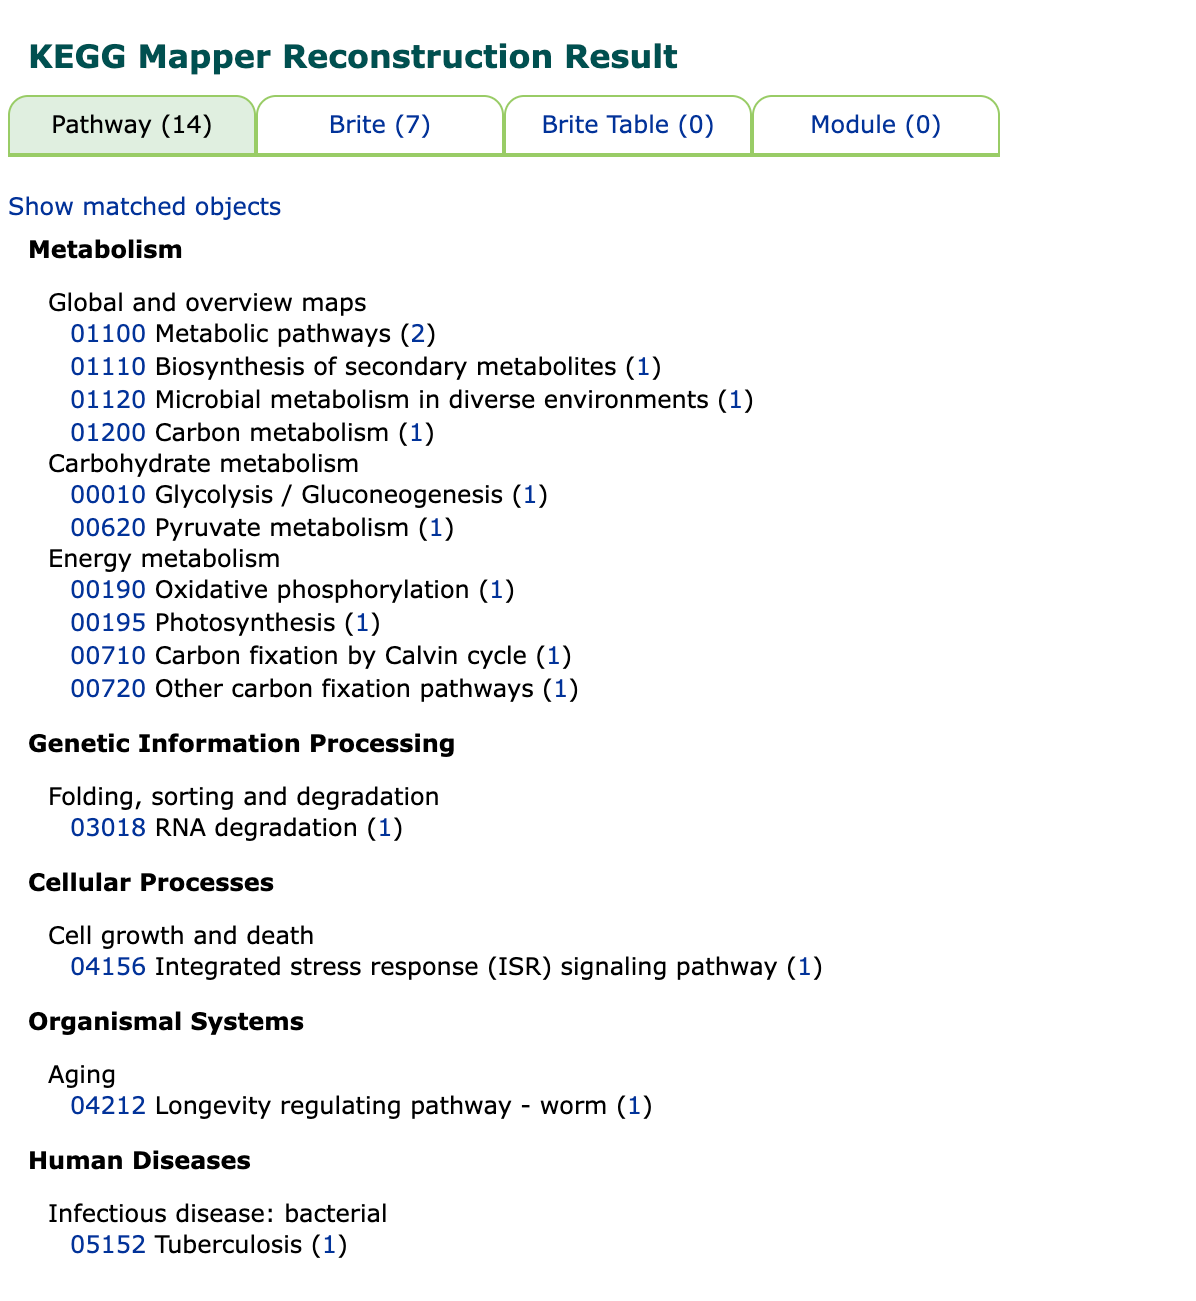 KEGG Mapper Reconstruction Result
Pathway (14) Brite (7) Brite Table (0) Module (0)
Show matched objects
Metabolism
Global and overview maps
01100 Metabolic pathways (2)
01110 Biosynthesis of secondary metabolites (1)
01120 Microbial metabolism in diverse environments (1)
01200 Carbon metabolism (1)
Carbohydrate metabolism
00010 Glycolysis / Gluconeogenesis (1)
00620 Pyruvate metabolism (1)
Energy metabolism
00190 Oxidative phosphorylation (1)
00195 Photosynthesis (1)
00710 Carbon fixation by Calvin cycle (1)
00720 Other carbon fixation pathways (1)
Genetic Information Processing
Folding, sorting and degradation
03018 RNA degradation (1)
Cellular Processes
Cell growth and death
04156 Integrated stress response (ISR) signaling pathway (1)
Organismal Systems
Aging
04212 Longevity regulating pathway - worm (1)
Human Diseases
Infectious disease: bacterial
05152 Tuberculosis (1)